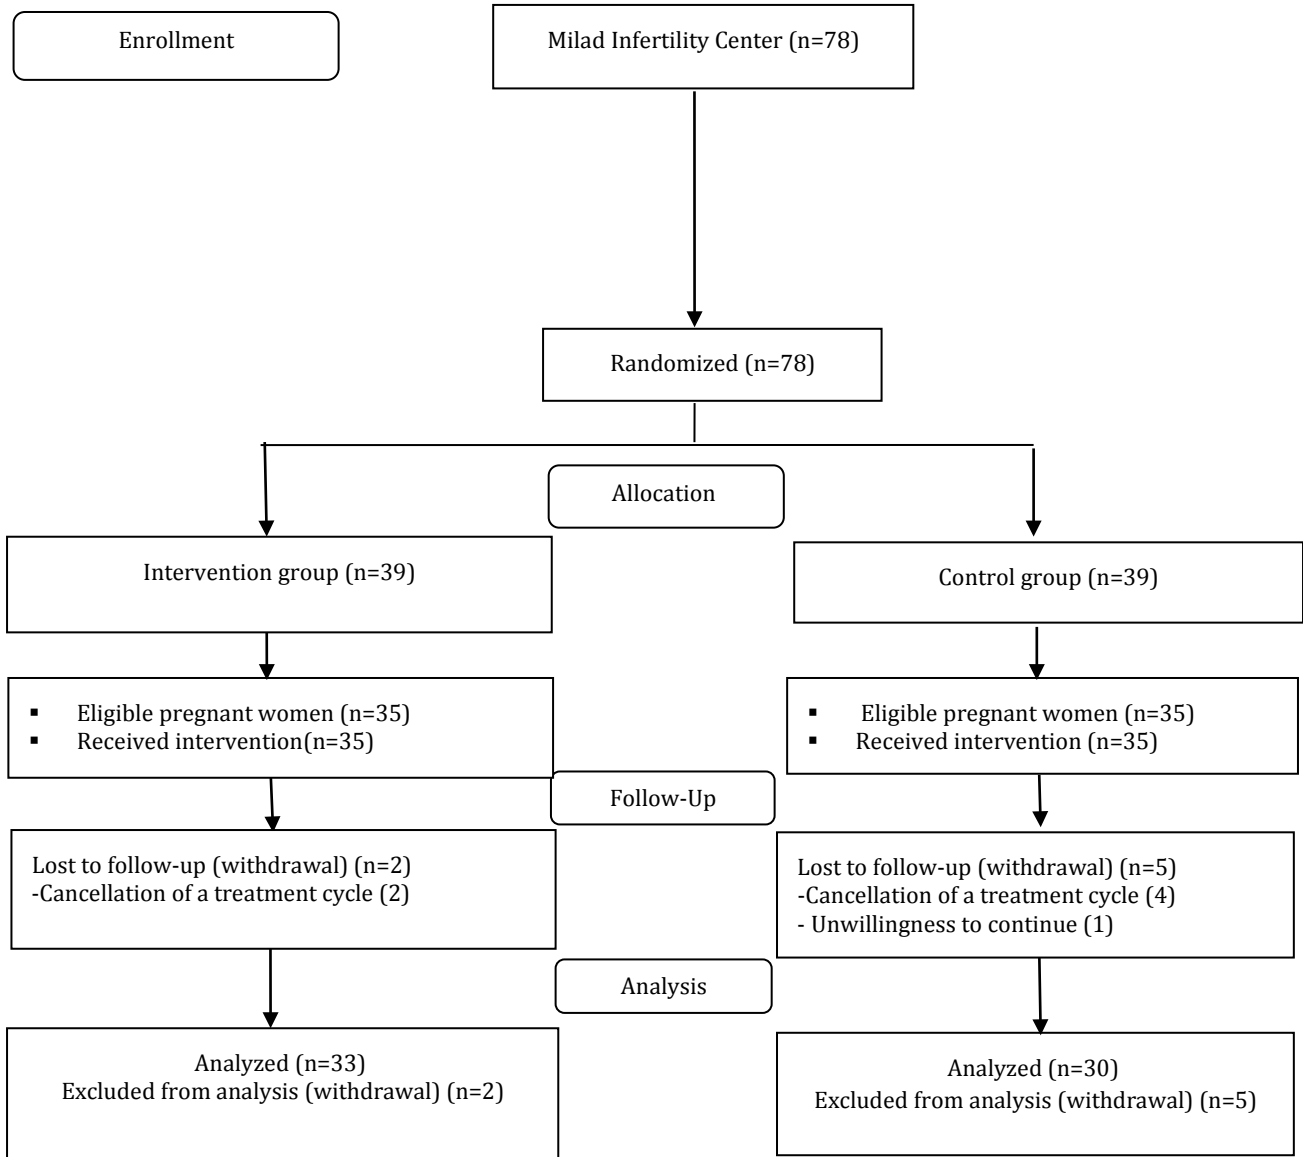 Enrollment
Milad Infertility Center (n=78)
Randomized (n=78)
Allocation
Intervention group (n=39)
Control group (n=39)
▪ Eligible pregnant women (n=35)
▪ Received intervention(n=35)
▪ Eligible pregnant women (n=35)
▪ Received intervention (n=35)
Follow-Up
Lost to follow-up (withdrawal) (n=2)
-Cancellation of a treatment cycle (2)
Lost to follow-up (withdrawal) (n=5)
-Cancellation of a treatment cycle (4)
- Unwillingness to continue (1)
Analysis
Analyzed (n=33)
Excluded from analysis (withdrawal) (n=2)
Analyzed (n=30)
Excluded from analysis (withdrawal) (n=5)